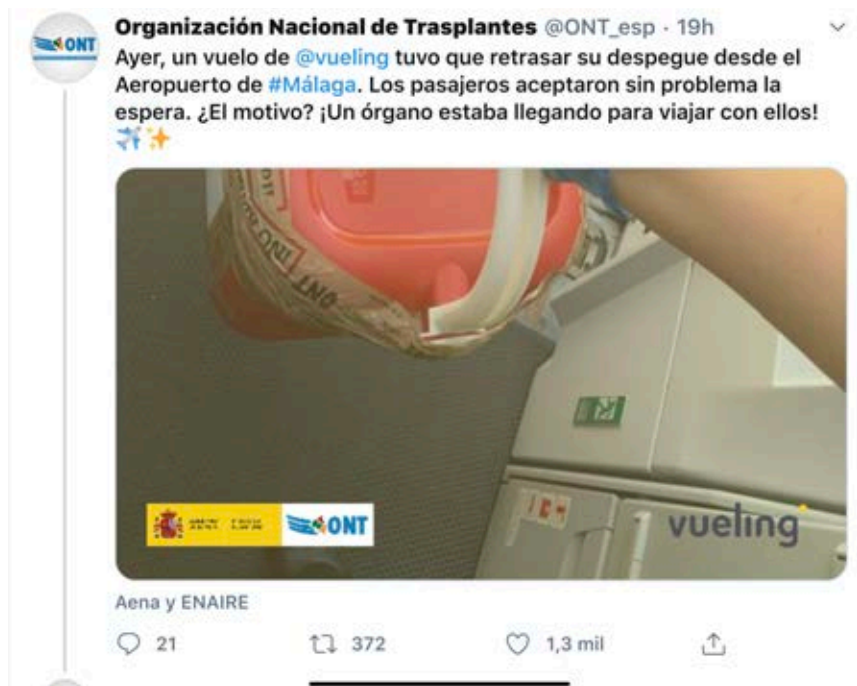 Organización Nacional de Trasplantes @ONT_esp · 19h
ONT
Ayer, un vuelo de @vueling tuvo que retrasar su despegue desde el
Aeropuerto de #Málaga. Los pasajeros aceptaron sin problema la
espera. ¿El motivo? ¡Un órgano estaba llegando para viajar con ellos!
ONT
ONT
vueling
Aena y ENAIRE
21 372 1,3 mil